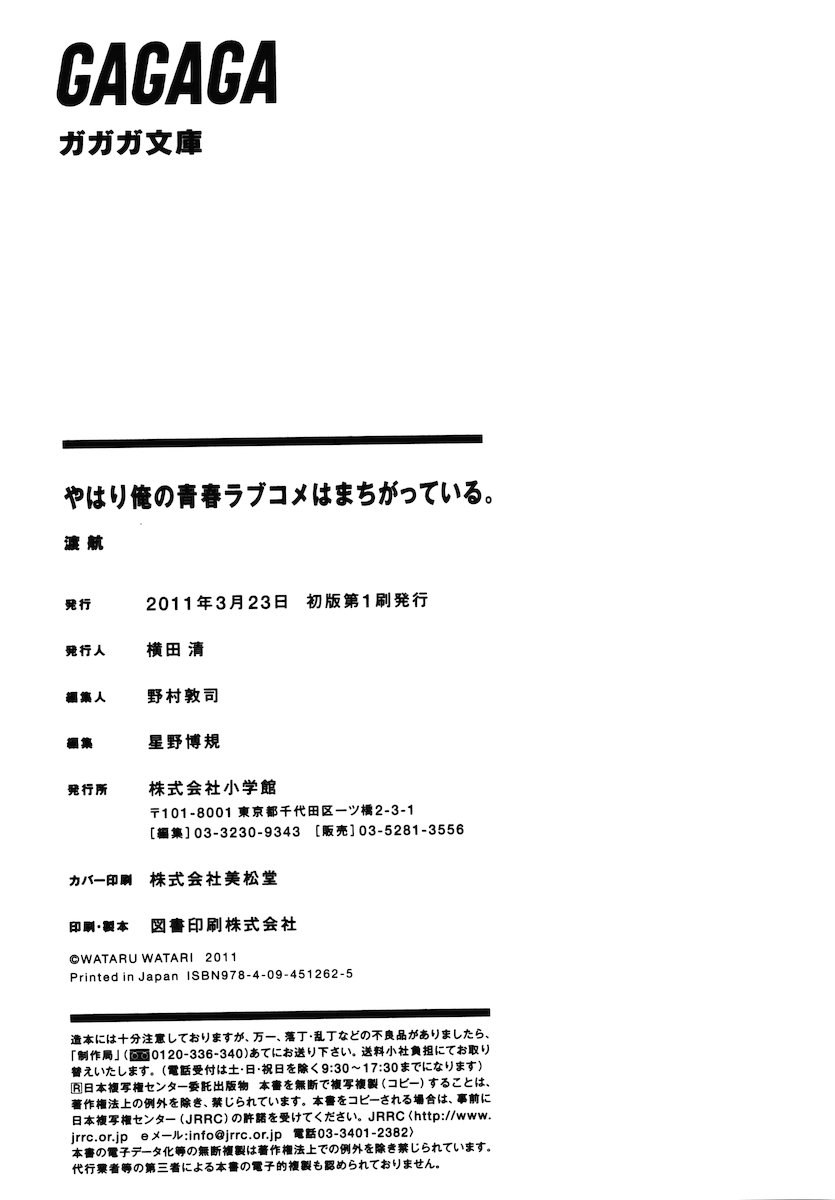 GAGAGA
ガガガ文庫
やはり俺の青春ラブコメはまちがっている。
渡 航
発行 2011年3月23日 初版第1刷発行
発行人 横田 清
編集人 野村敦司
編集 星野博規
発行所 株式会社小学館
〒101-8001 東京都千代田区一ツ橋2-3-1
[編集]03-3230-9343 [販売]03-5281-3556
カバー印刷 株式会社美松堂
印刷・製本 図書印刷株式会社
©WATARU WATARI 2011
Printed in Japan ISBN978-4-09-451262-5
造本には十分注意しておりますが、万一、落丁・乱丁などの不良品がありましたら、
「制作局」(0120-336-340)あてにお送り下さい。送料小社負担にてお取り
替えいたします。(電話受付は土・日・祝日を除く9:30～17:30までになります)
R日本複写権センター委託出版物 本書を無断で複写複製(コピー)することは、
著作権法上の例外を除き、禁じられています。本書をコピーされる場合は、事前に
日本複写権センター(JRRC)の許諾を受けてください。JRRC〈http://www.
jrrc.or.jp eメール:info@jrrc.or.jp 電話03-3401-2382〉
本書の電子データ化等の無断複製は著作権法上での例外を除き禁じられています。
代行業者等の第三者による本書の電子的複製も認められておりません。